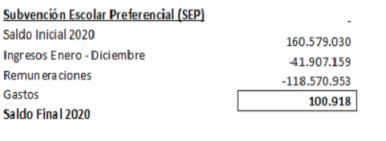 Subvención Escolar Preferencial (SEP)
Saldo Inicial 2020 -
Ingresos Enero - Diciembre 160.579.030
Remuneraciones -41.907.159
Gastos -118.570.953
Saldo Final 2020 100.918